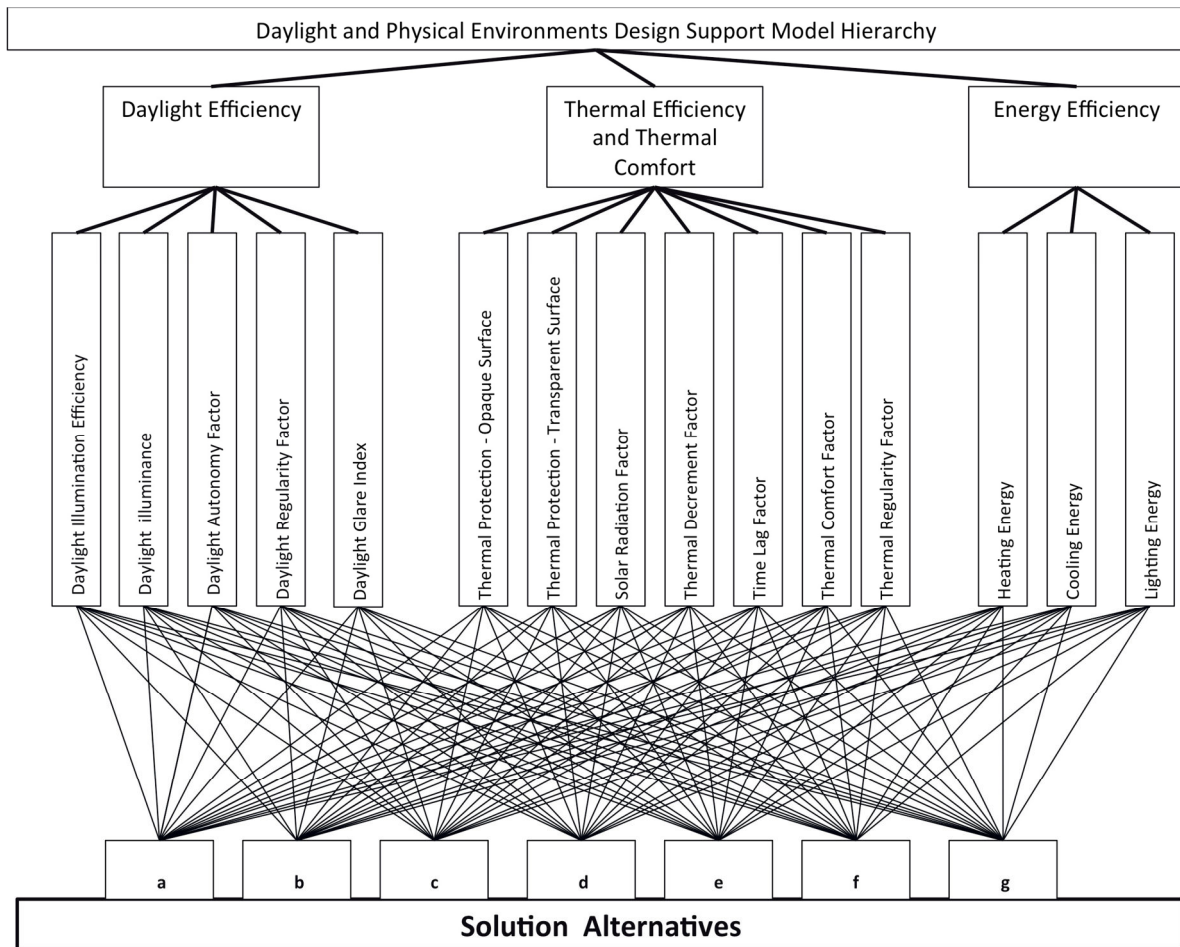 Daylight and Physical Environments Design Support Model Hierarchy
Daylight Efficiency
Thermal Efficiency
and Thermal
Comfort
Energy Efficiency
Daylight Illumination Efficiency
Daylight illuminance
Daylight Autonomy Factor
Daylight Regularity Factor
Daylight Glare Index
Thermal Protection - Opaque Surface
Thermal Protection - Transparent Surface
Solar Radiation Factor
Thermal Decrement Factor
Time Lag Factor
Thermal Comfort Factor
Thermal Regularity Factor
Heating Energy
Cooling Energy
Lighting Energy
a
b
c
d
e
f
g
Solution Alternatives